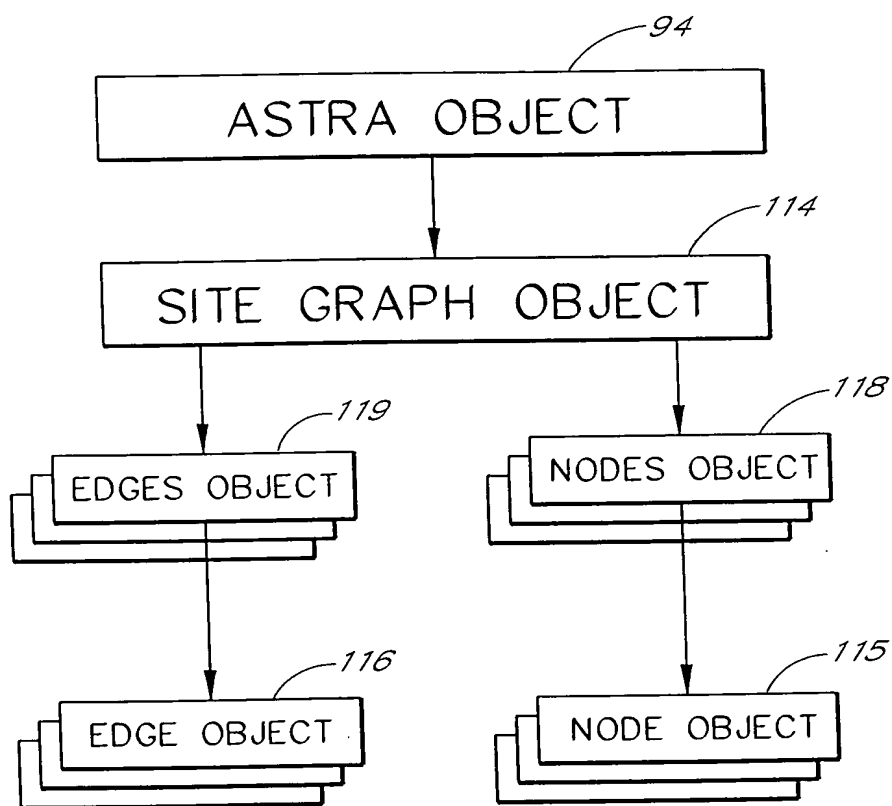 94
ASTRA OBJECT
114
SITE GRAPH OBJECT
119
118
EDGES OBJECT
NODES OBJECT
116
115
EDGE OBJECT
NODE OBJECT